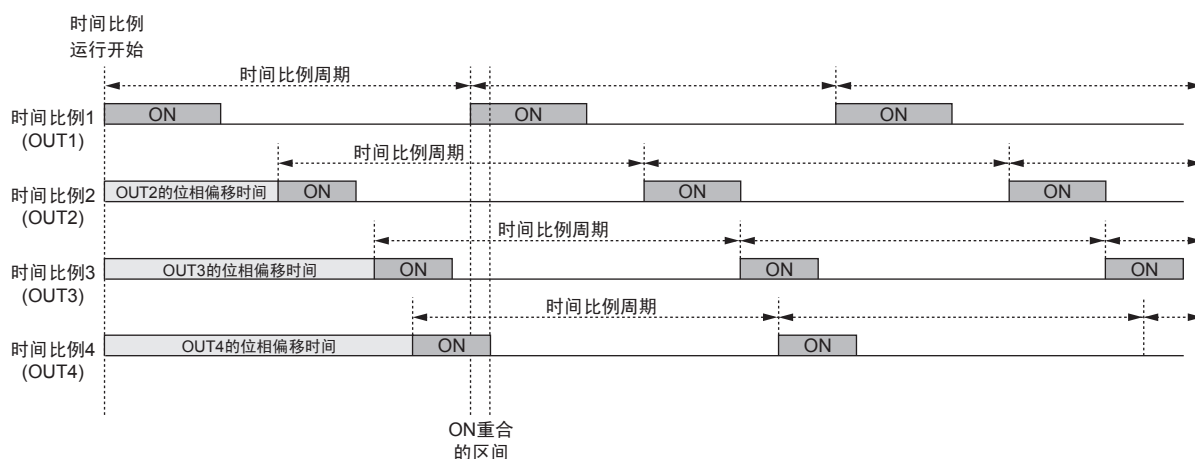 时间比例
运行开始
时间比例周期
时间比例1
(OUT1)
ON
ON
ON
时间比例周期
时间比例2
(OUT2)
OUT2的位相偏移时间
ON
ON
ON
时间比例周期
时间比例3
(OUT3)
OUT3的位相偏移时间
ON
ON
ON
时间比例周期
时间比例4
(OUT4)
OUT4的位相偏移时间
ON
ON
ON重合
的区间